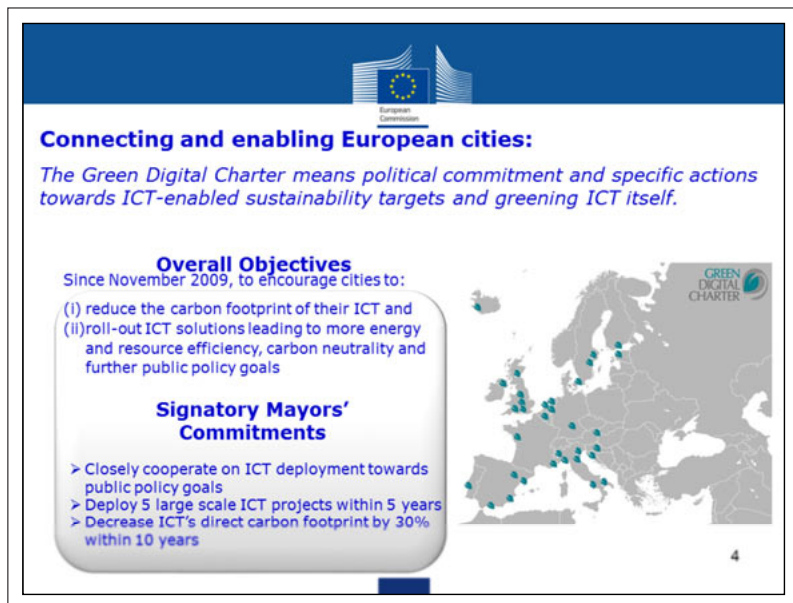 European
Commission
Connecting and enabling European cities:
The Green Digital Charter means political commitment and specific actions
towards ICT-enabled sustainability targets and greening ICT itself.
Overall Objectives
Since November 2009, to encourage cities to:
(i) reduce the carbon footprint of their ICT and
(ii)roll-out ICT solutions leading to more energy
and resource efficiency, carbon neutrality and
further public policy goals
Signatory Mayors'
Commitments
➢ Closely cooperate on ICT deployment towards
public policy goals
➢ Deploy 5 large scale ICT projects within 5 years
➢ Decrease ICT's direct carbon footprint by 30%
within 10 years
GREEN
DIGITAL
CHARTER
4